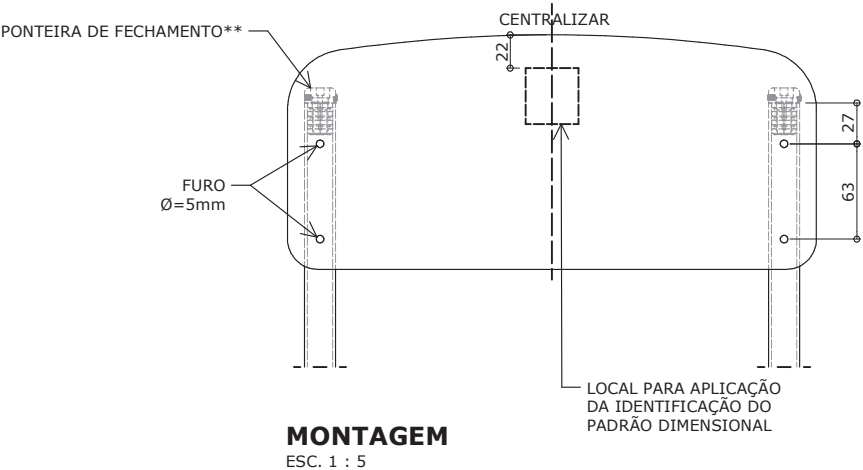 CENTRALIZAR
PONTEIRA DE FECHAMENTO**
22
27
FURO
Ø=5mm
63
LOCAL PARA APLICAÇÃO
DA IDENTIFICAÇÃO DO
PADRÃO DIMENSIONAL
MONTAGEM
ESC. 1 : 5